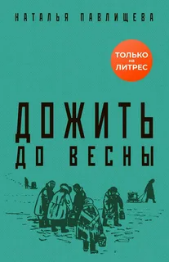 НАТАЛЬЯ ПАВЛИЩЕВА
ТОЛЬКО
НА
ЛИТРЕС
ДОЖИТЬ
ДО ВЕСНЫ